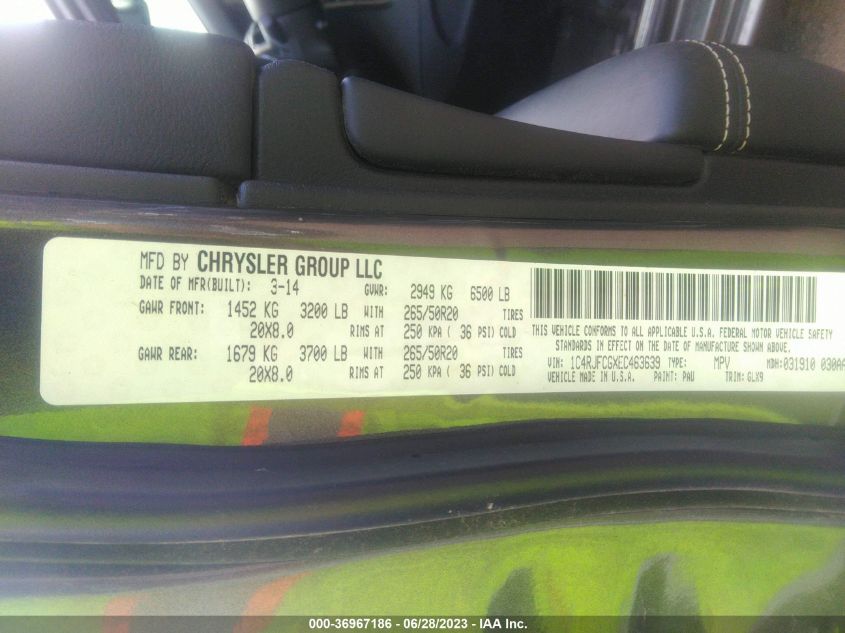 MFD BY CHRYSLER GROUP LLC
DATE OF MFR(BUILT): 3-14 GVWR: 2949 KG 6500 LB
GAWR FRONT: 1452 KG 3200 LB WITH 265/50R20 TIRES
20X8.0 RIMS AT 250 KPA ( 36 PSI) COLD
GAWR REAR: 1679 KG 3700 LB WITH 265/50R20 TIRES
20X8.0 RIMS AT 250 KPA ( 36 PSI) COLD
THIS VEHICLE CONFORMS TO ALL APPLICABLE U.S.A. FEDERAL MOTOR VEHICLE SAFETY
STANDARDS IN EFFECT ON THE DATE OF MANUFACTURE SHOWN ABOVE.
VIN: 1C4RJFCGXEC463639 TYPE: MPV MDH:031910 030AA
VEHICLE MADE IN U.S.A. PAINT: PAU TRIM: GLX9
000-36967186 - 06/28/2023 - IAA Inc.